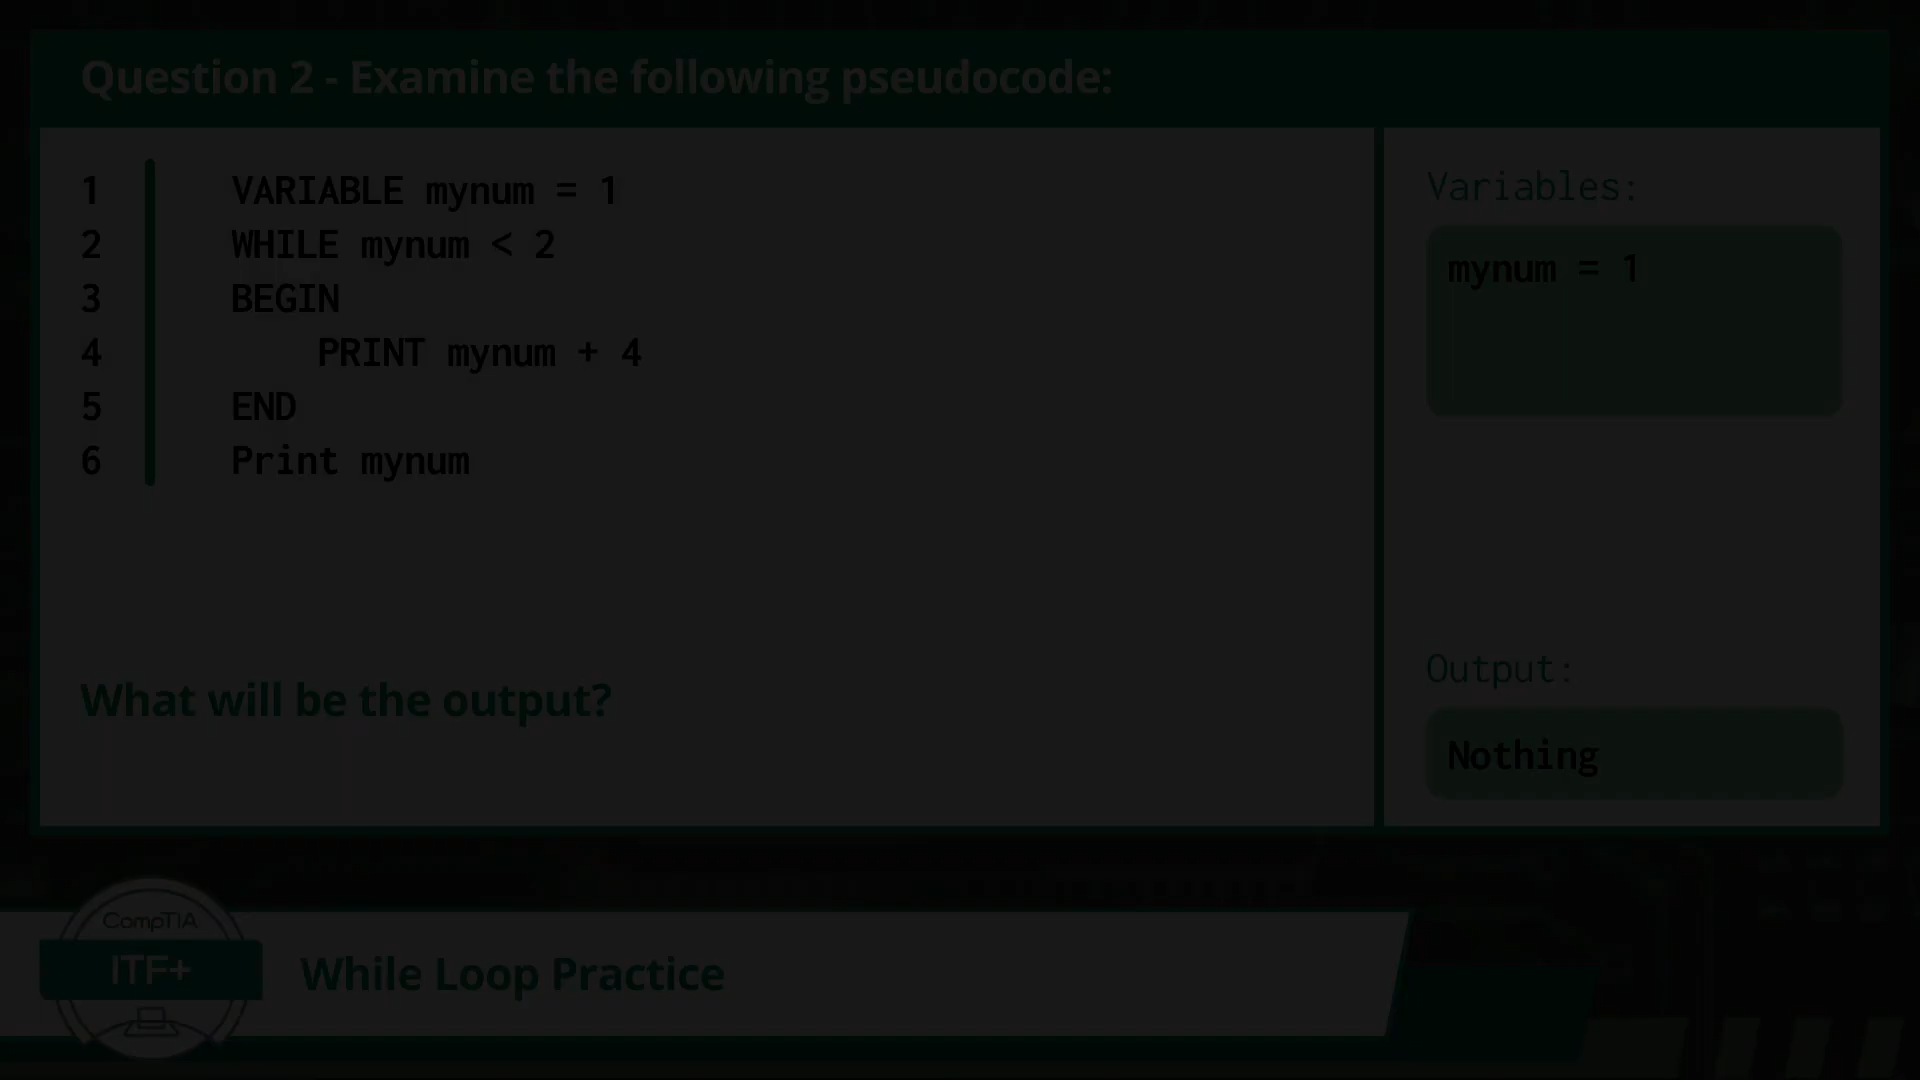 Question 2 - Examine the following pseudocode:
1 VARIABLE mynum = 1
2 WHILE mynum < 2
3 BEGIN
4 PRINT mynum + 4
5 END
6 Print mynum
What will be the output?
Variables:
mynum = 1
Output:
Nothing
CompTIA
ITF+
While Loop Practice